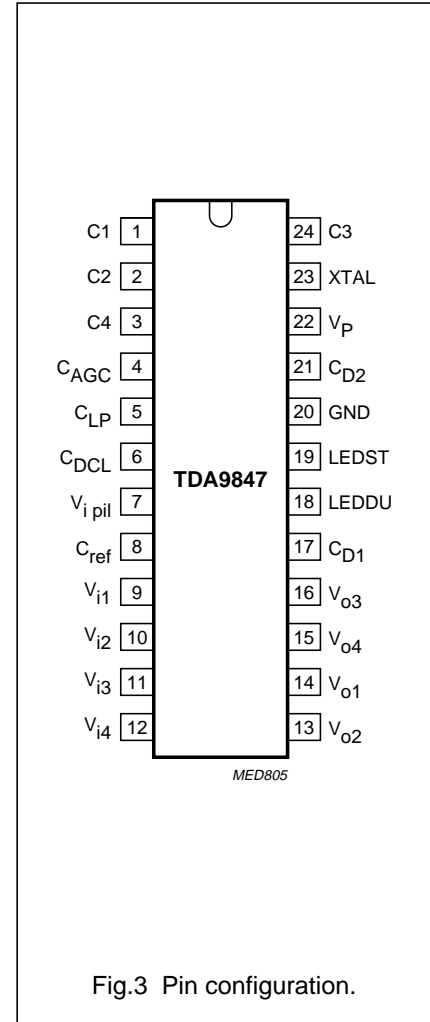 C1 1 24 C3
C2 2 23 XTAL
C4 3 22 VP
CAGC 4 21 CD2
CLP 5 20 GND
CDCL 6 19 LEDST
TDA9847
Vi pil 7 18 LEDDU
Cref 8 17 CD1
Vi1 9 16 Vo3
Vi2 10 15 Vo4
Vi3 11 14 Vo1
Vi4 12 13 Vo2
MED805
Fig.3 Pin configuration.